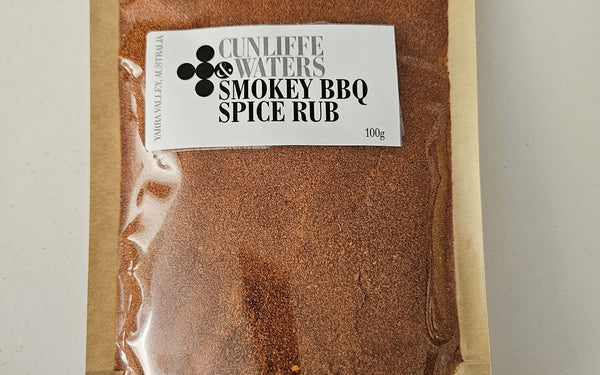 YARRA VALLEY, AUSTRALIA
CUNLIFFE
& WATERS
SMOKEY BBQ
SPICE RUB
100g